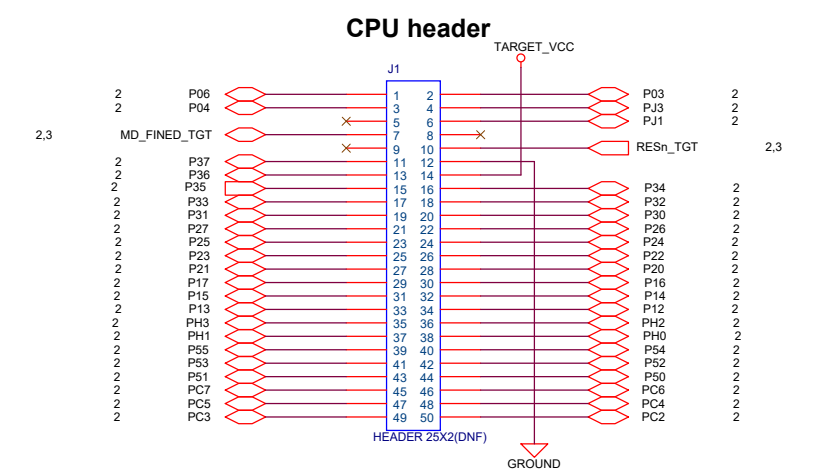 CPU header
TARGET_VCC
J1
2 P06 1 2 P03 2
2 P04 3 4 PJ3 2
5 6 PJ1 2
2,3 MD_FINED_TGT 7 8
9 10 RESn_TGT 2,3
2 P37 11 12
2 P36 13 14
2 P35 15 16 P34 2
2 P33 17 18 P32 2
2 P31 19 20 P30 2
2 P27 21 22 P26 2
2 P25 23 24 P24 2
2 P23 25 26 P22 2
2 P21 27 28 P20 2
2 P17 29 30 P16 2
2 P15 31 32 P14 2
2 P13 33 34 P12 2
2 PH3 35 36 PH2 2
2 PH1 37 38 PH0 2
2 P55 39 40 P54 2
2 P53 41 42 P52 2
2 P51 43 44 P50 2
2 PC7 45 46 PC6 2
2 PC5 47 48 PC4 2
2 PC3 49 50 PC2 2
HEADER 25X2(DNF)
GROUND